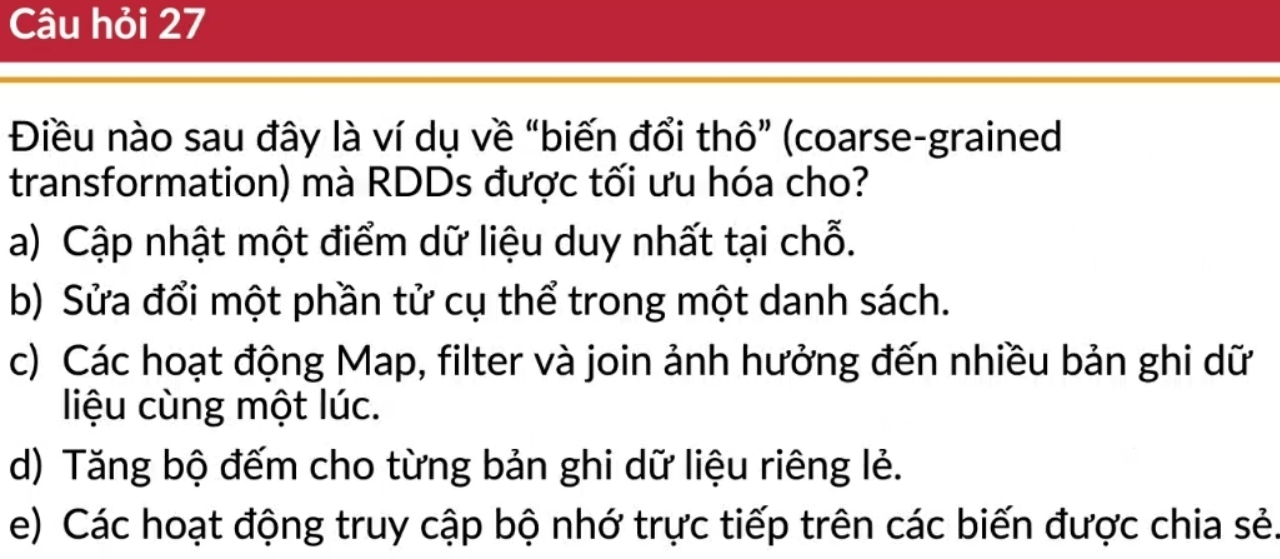 Câu hỏi 27
Điều nào sau đây là ví dụ về “biến đổi thô” (coarse-grained
transformation) mà RDDs được tối ưu hóa cho?
a) Cập nhật một điểm dữ liệu duy nhất tại chỗ.
b) Sửa đổi một phần tử cụ thể trong một danh sách.
c) Các hoạt động Map, filter và join ảnh hưởng đến nhiều bản ghi dữ
liệu cùng một lúc.
d) Tăng bộ đếm cho từng bản ghi dữ liệu riêng lẻ.
e) Các hoạt động truy cập bộ nhớ trực tiếp trên các biến được chia sẻ.